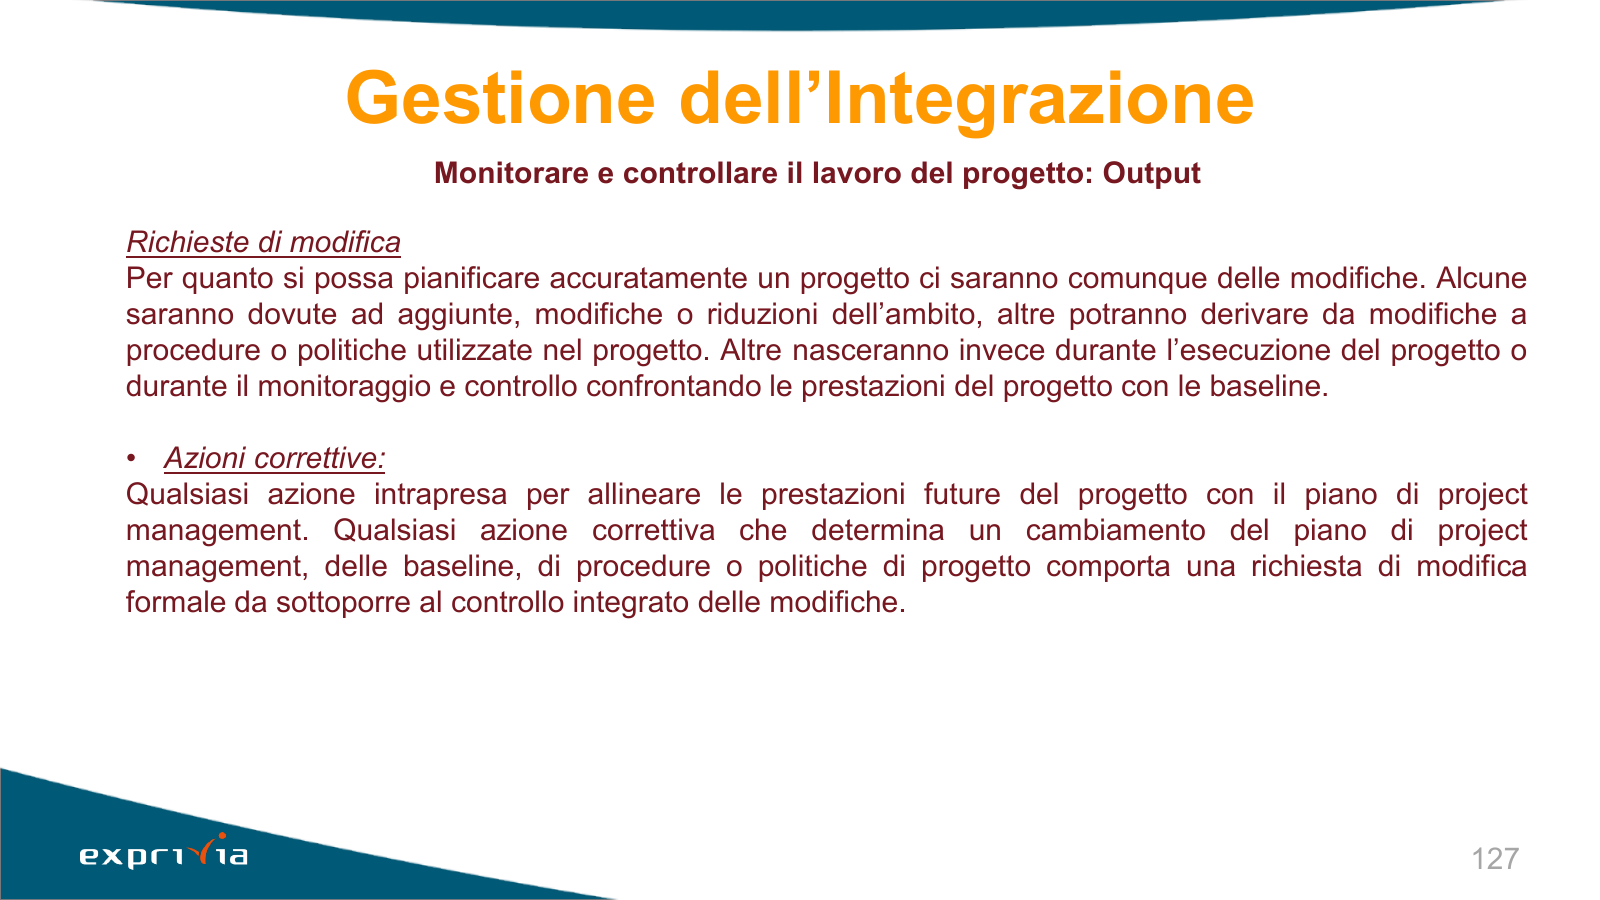 Gestione dell’Integrazione
Monitorare e controllare il lavoro del progetto: Output
Richieste di modifica
Per quanto si possa pianificare accuratamente un progetto ci saranno comunque delle modifiche. Alcune
saranno dovute ad aggiunte, modifiche o riduzioni dell’ambito, altre potranno derivare da modifiche a
procedure o politiche utilizzate nel progetto. Altre nasceranno invece durante l’esecuzione del progetto o
durante il monitoraggio e controllo confrontando le prestazioni del progetto con le baseline.
• Azioni correttive:
Qualsiasi azione intrapresa per allineare le prestazioni future del progetto con il piano di project
management. Qualsiasi azione correttiva che determina un cambiamento del piano di project
management, delle baseline, di procedure o politiche di progetto comporta una richiesta di modifica
formale da sottoporre al controllo integrato delle modifiche.
exprivia
127